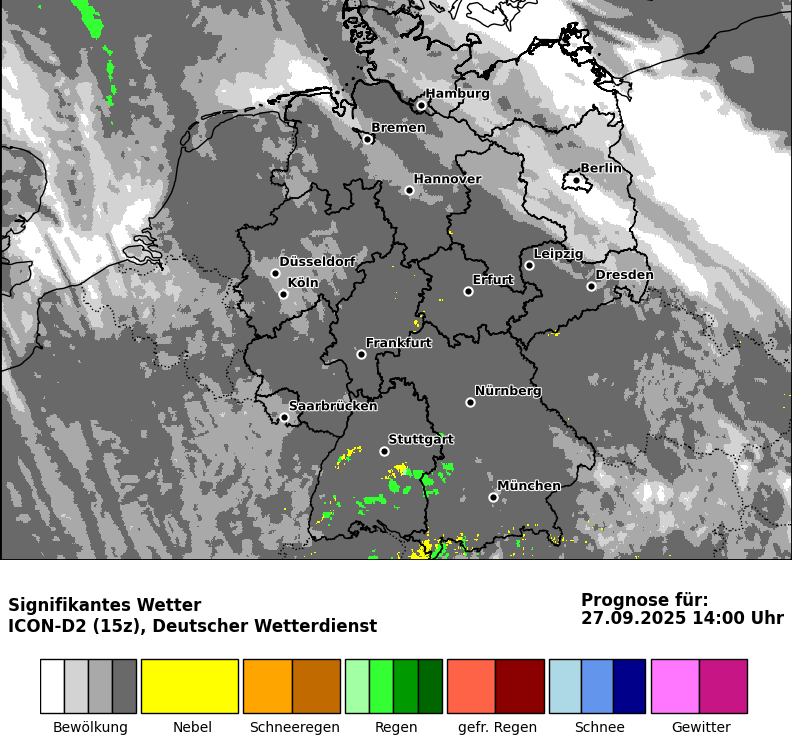 Hamburg
Bremen
Berlin
Hannover
Leipzig
Düsseldorf
Dresden
Erfurt
Köln
Frankfurt
Nürnberg
Saarbrücken
Stuttgart
München
Signifikantes Wetter
ICON-D2 (15z), Deutscher Wetterdienst
Prognose für:
27.09.2025 14:00 Uhr
Bewölkung Nebel Schneeregen Regen gefr. Regen Schnee Gewitter